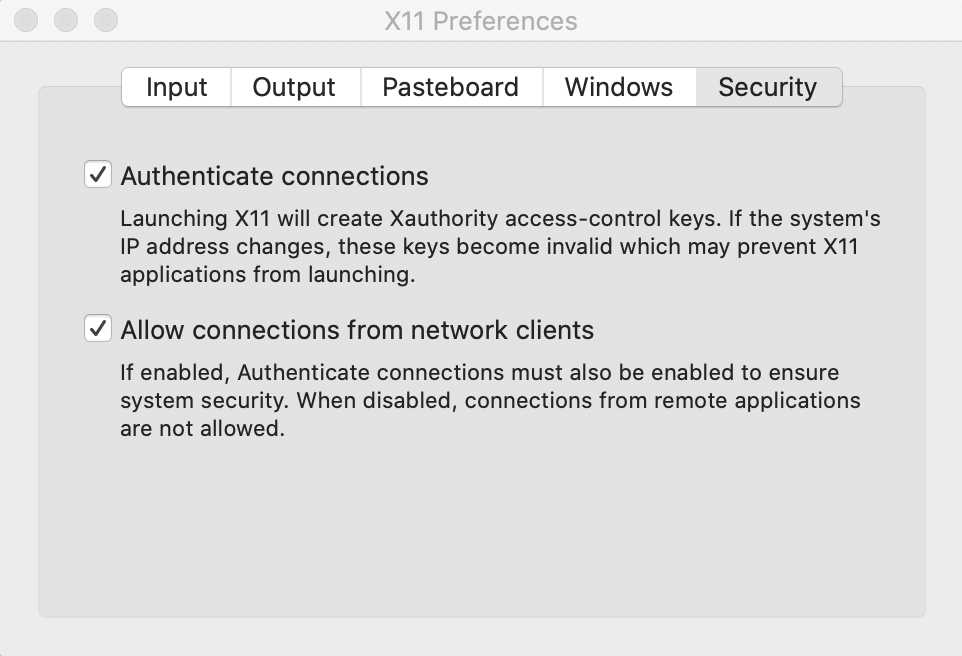 X11 Preferences
Input Output Pasteboard Windows Security
Authenticate connections
Launching X11 will create Xauthority access-control keys. If the system's
IP address changes, these keys become invalid which may prevent X11
applications from launching.
Allow connections from network clients
If enabled, Authenticate connections must also be enabled to ensure
system security. When disabled, connections from remote applications
are not allowed.